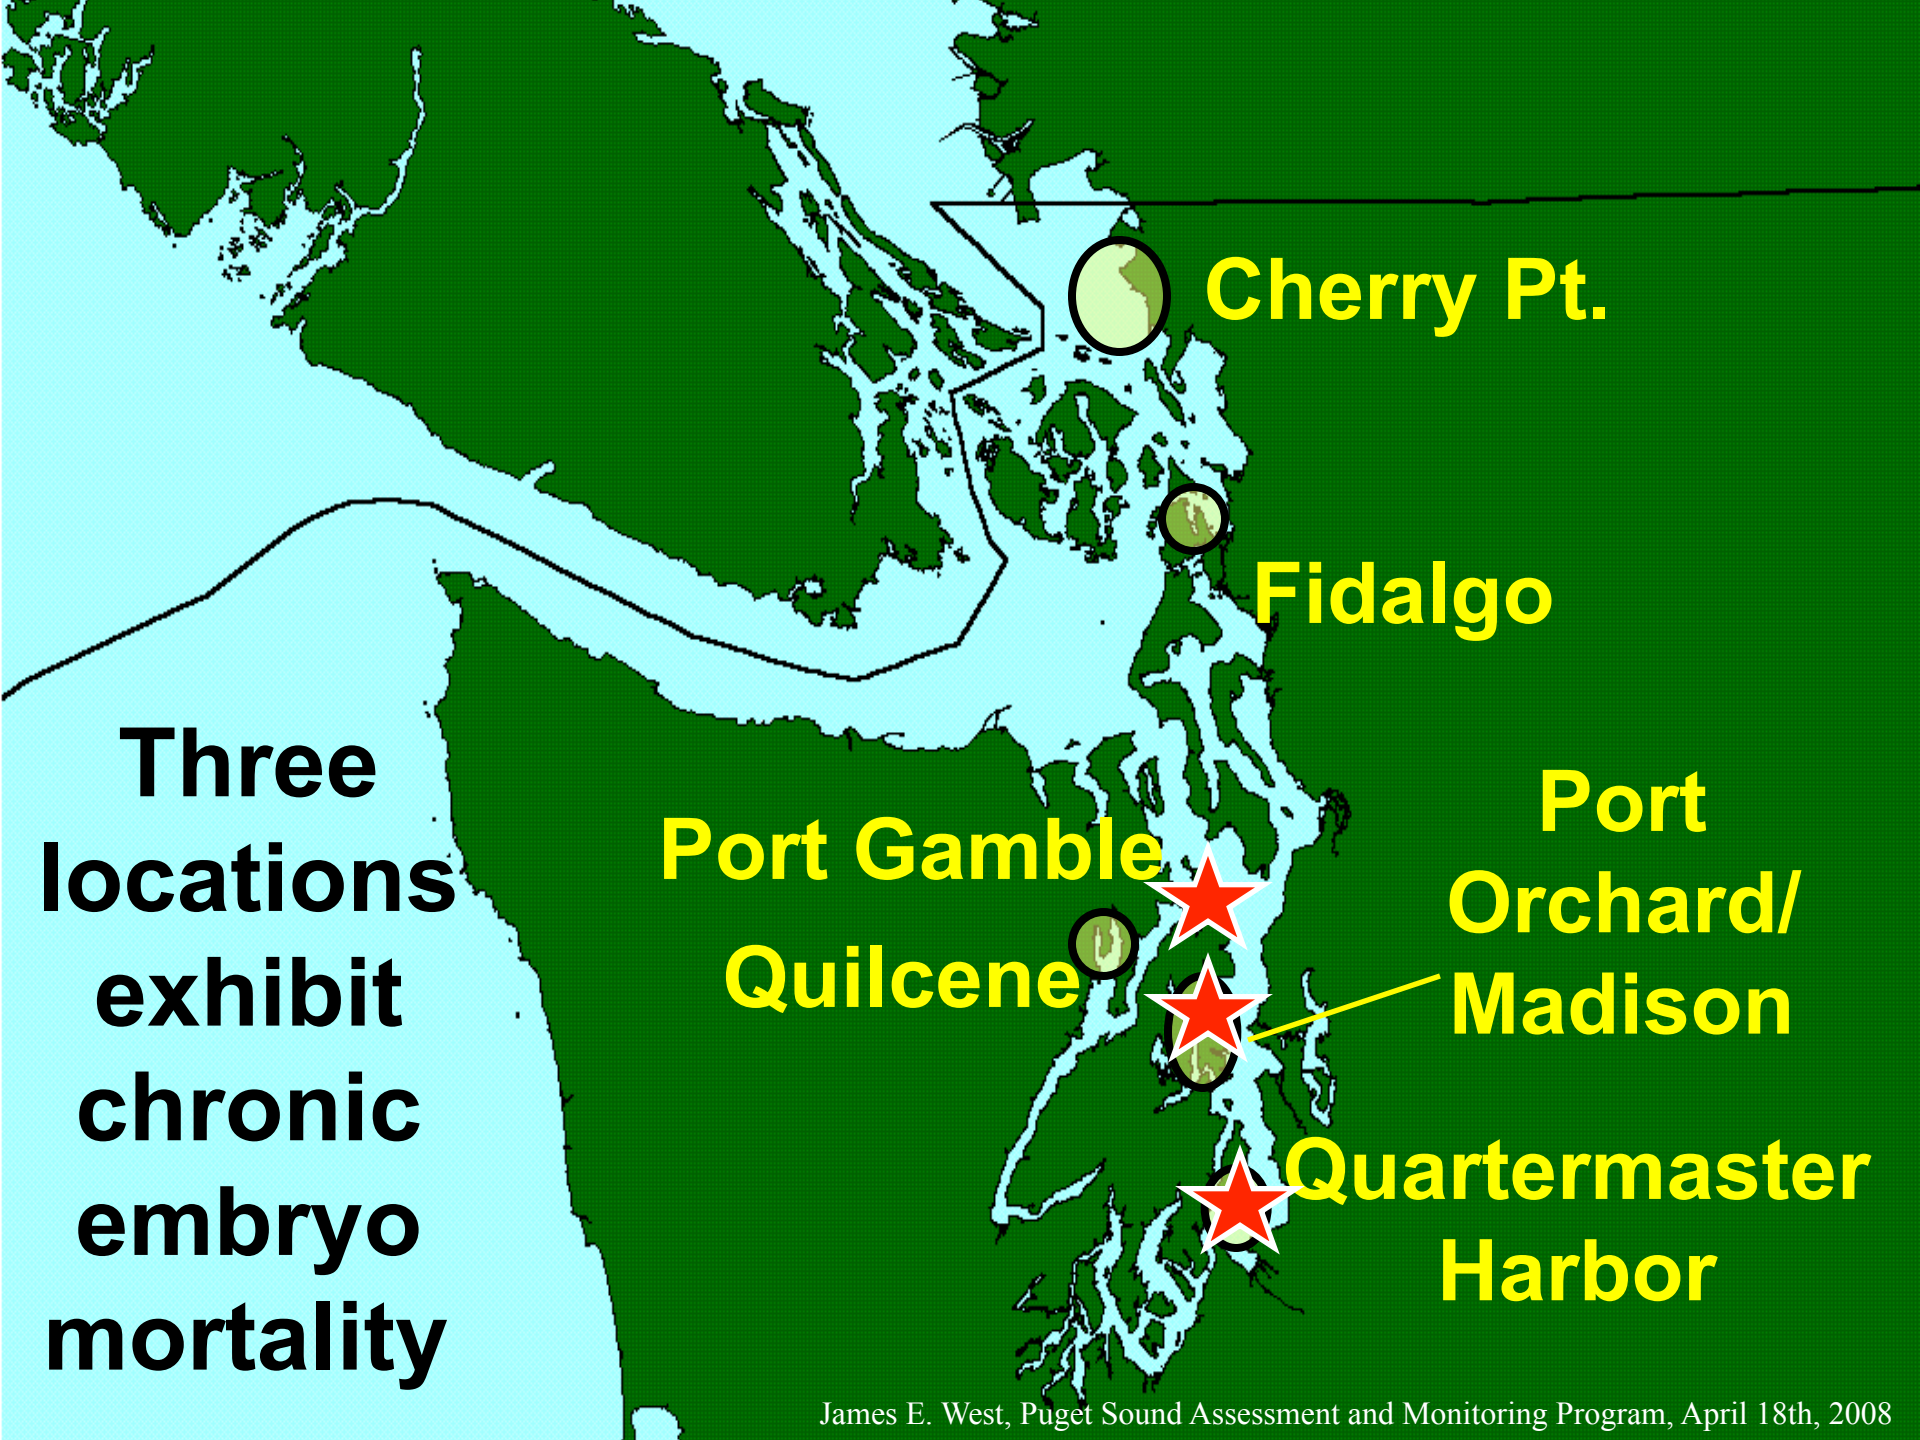 Cherry Pt.
Fidalgo
Three
locations
exhibit
chronic
embryo
mortality
Port Gamble
Quilcene
Port
Orchard/
Madison
Quartermaster
Harbor
James E. West, Puget Sound Assessment and Monitoring Program, April 18th, 2008